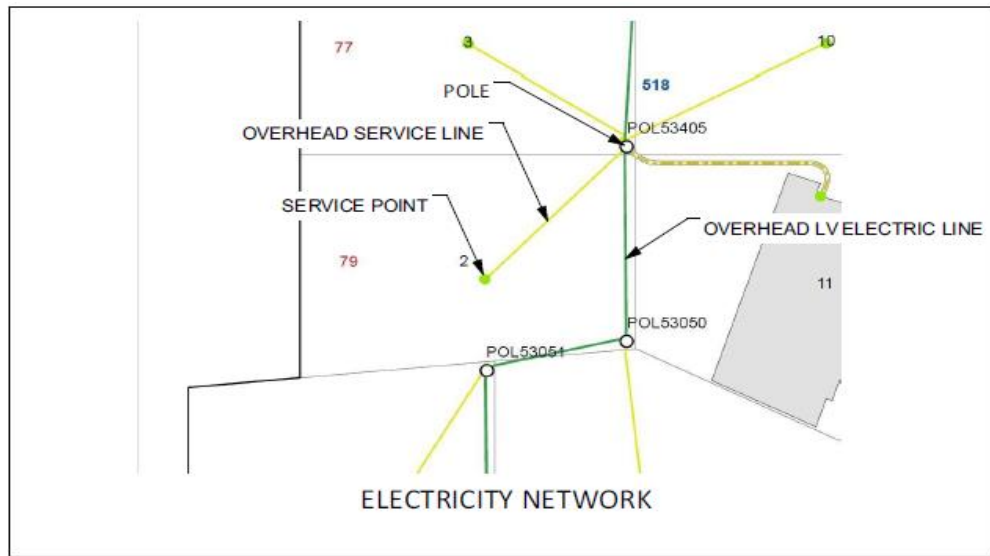 77
3
10
518
POLE
POL53405
OVERHEAD SERVICE LINE
SERVICE POINT
OVERHEAD LV ELECTRIC LINE
79
2
11
POL53050
POL53051
ELECTRICITY NETWORK